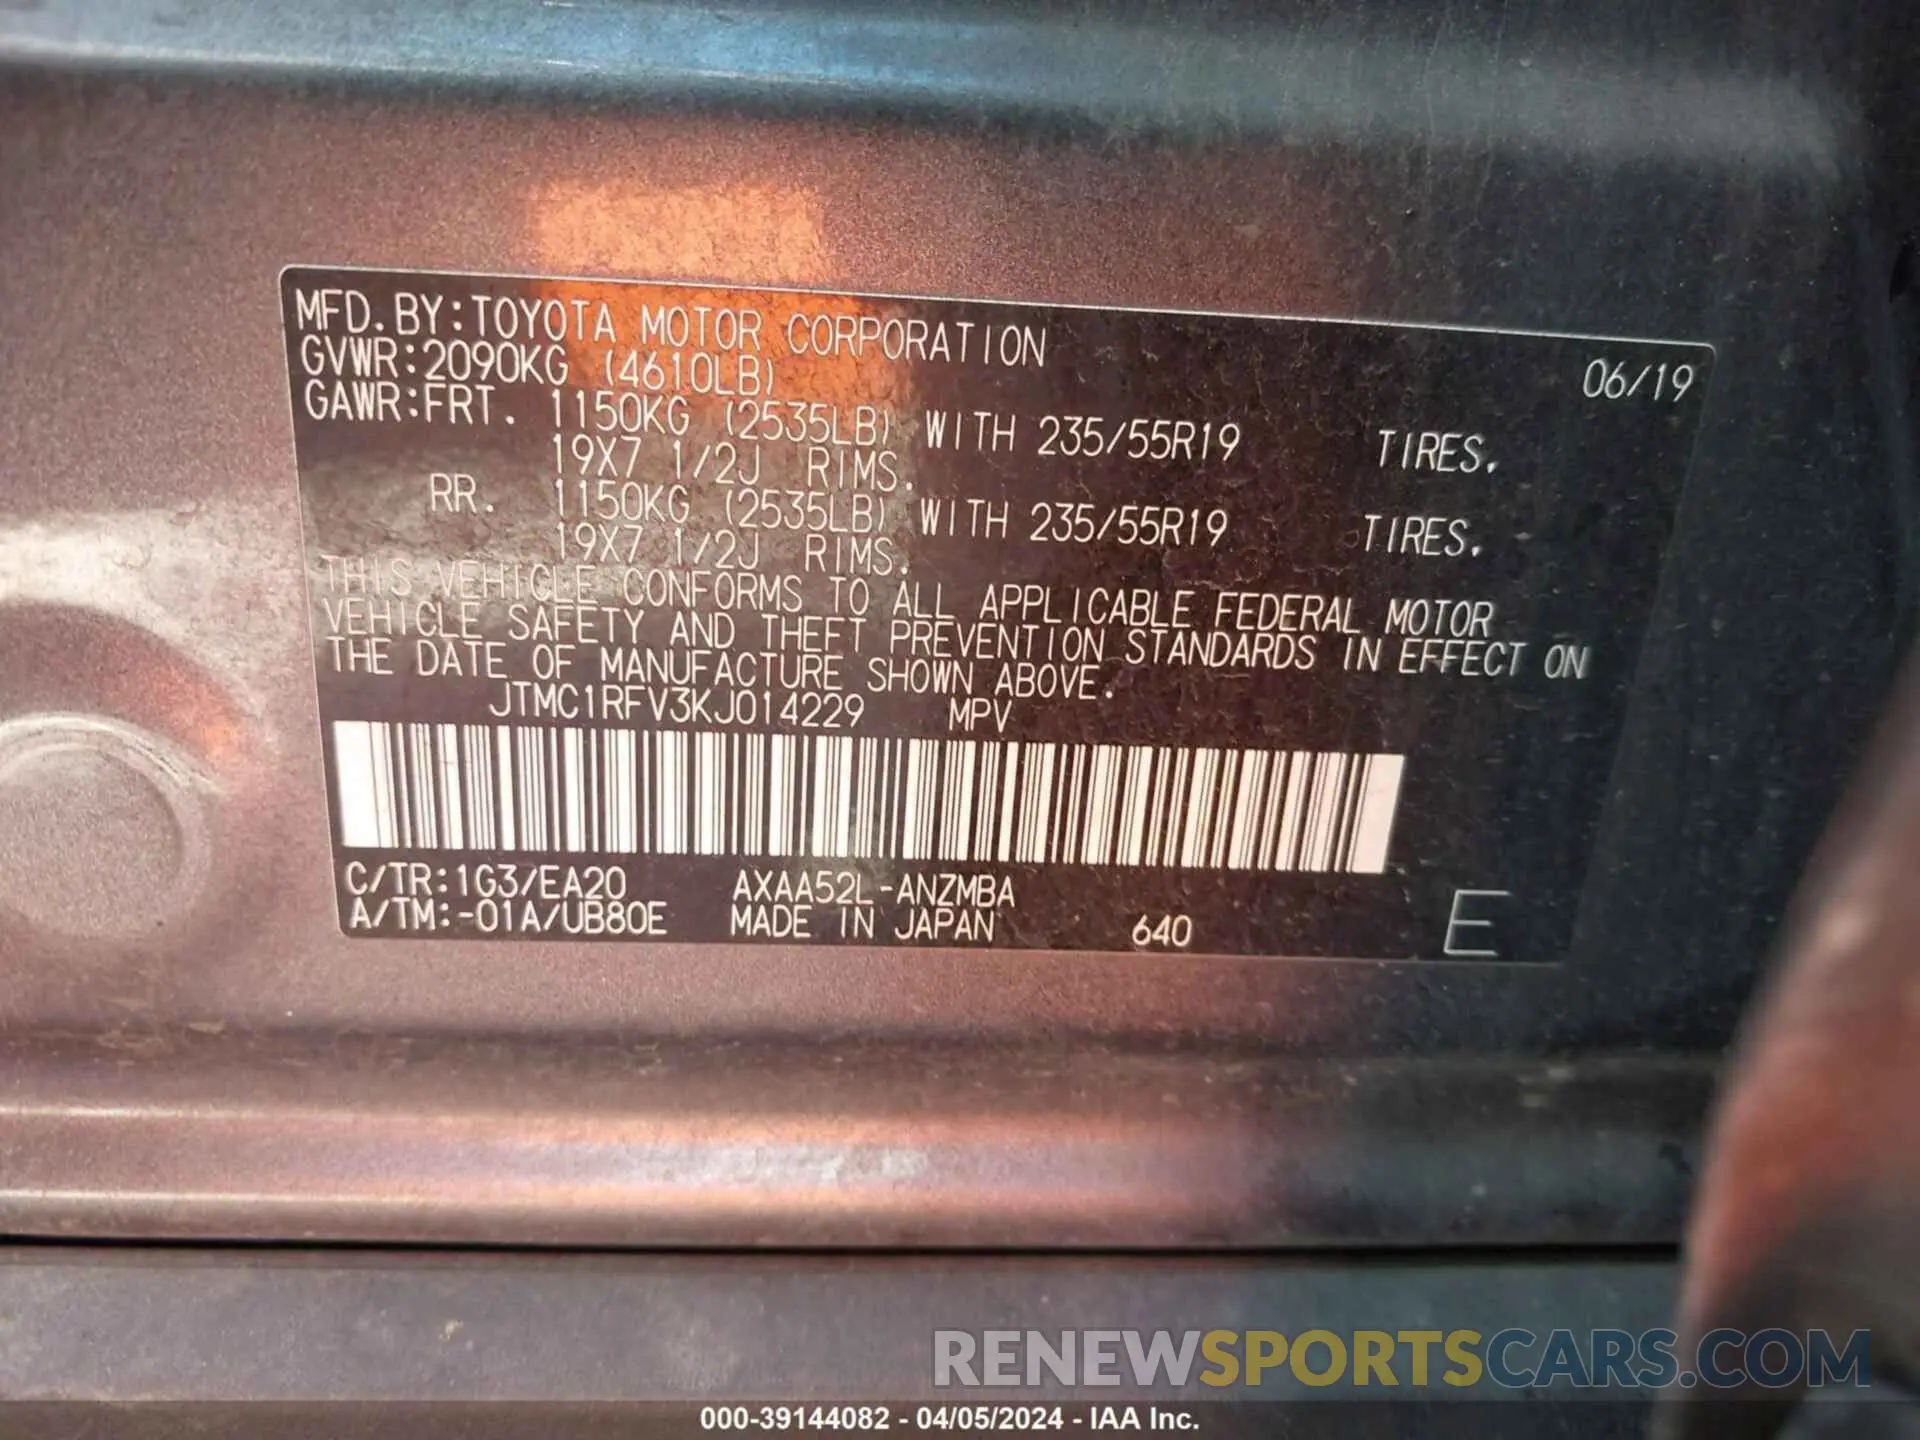 MFD.BY:TOYOTA MOTOR CORPORATION 06/19
GVWR:2090KG (4610LB)
GAWR:FRT. 1150KG (2535LB) WITH 235/55R19 TIRES.
19X7 1/2J RIMS.
RR. 1150KG (2535LB) WITH 235/55R19 TIRES.
19X7 1/2J RIMS.
THIS VEHICLE CONFORMS TO ALL APPLICABLE FEDERAL MOTOR
VEHICLE SAFETY AND THEFT PREVENTION STANDARDS IN EFFECT ON
THE DATE OF MANUFACTURE SHOWN ABOVE.
JTMC1RFV3KJ014229 MPV
C/TR:1G3/EA20 AXAA52L-ANZMBA
A/TM:-01A/UB80E MADE IN JAPAN 640 E
RENEWSPORTSCARS.COM
000-39144082 - 04/05/2024 - IAA Inc.